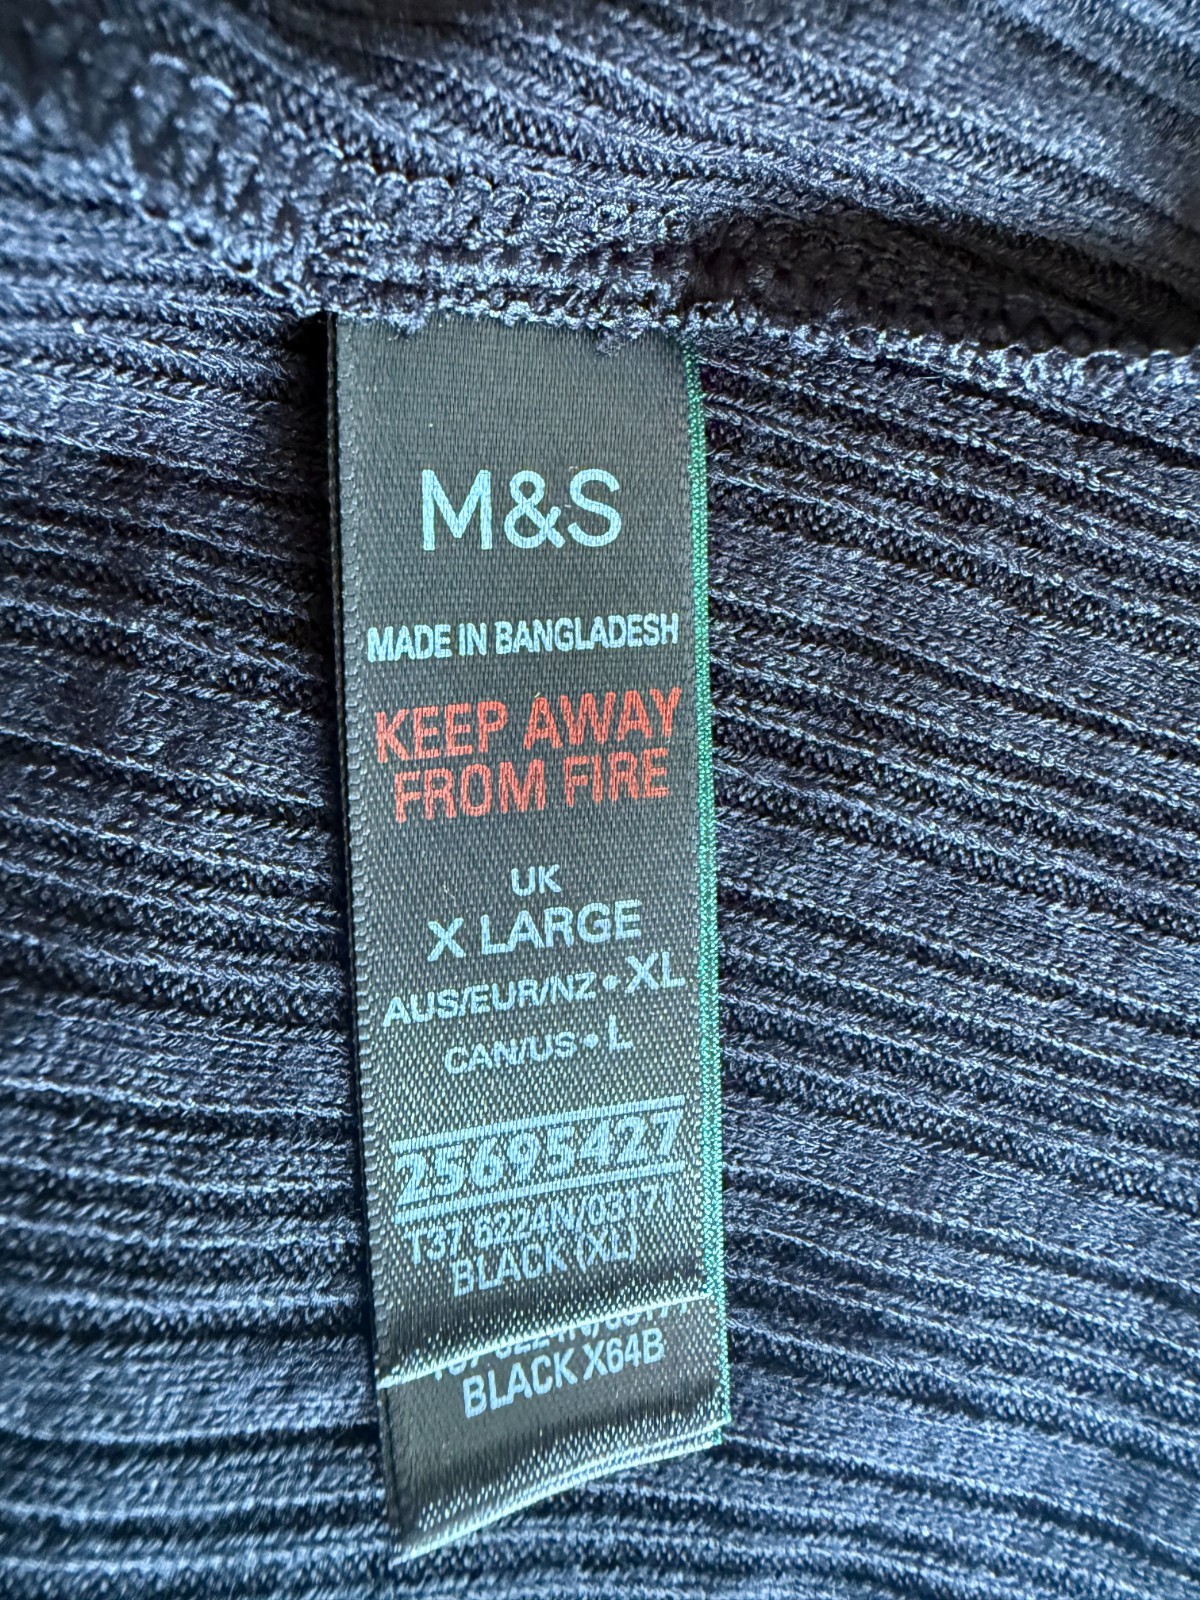 M&S
MADE IN BANGLADESH
KEEP AWAY
FROM FIRE
UK
X LARGE
AUS/EUR/NZ • XL
CAN/US • L
25695427
T37 6224N/03171
BLACK (XL)
BLACK X64B